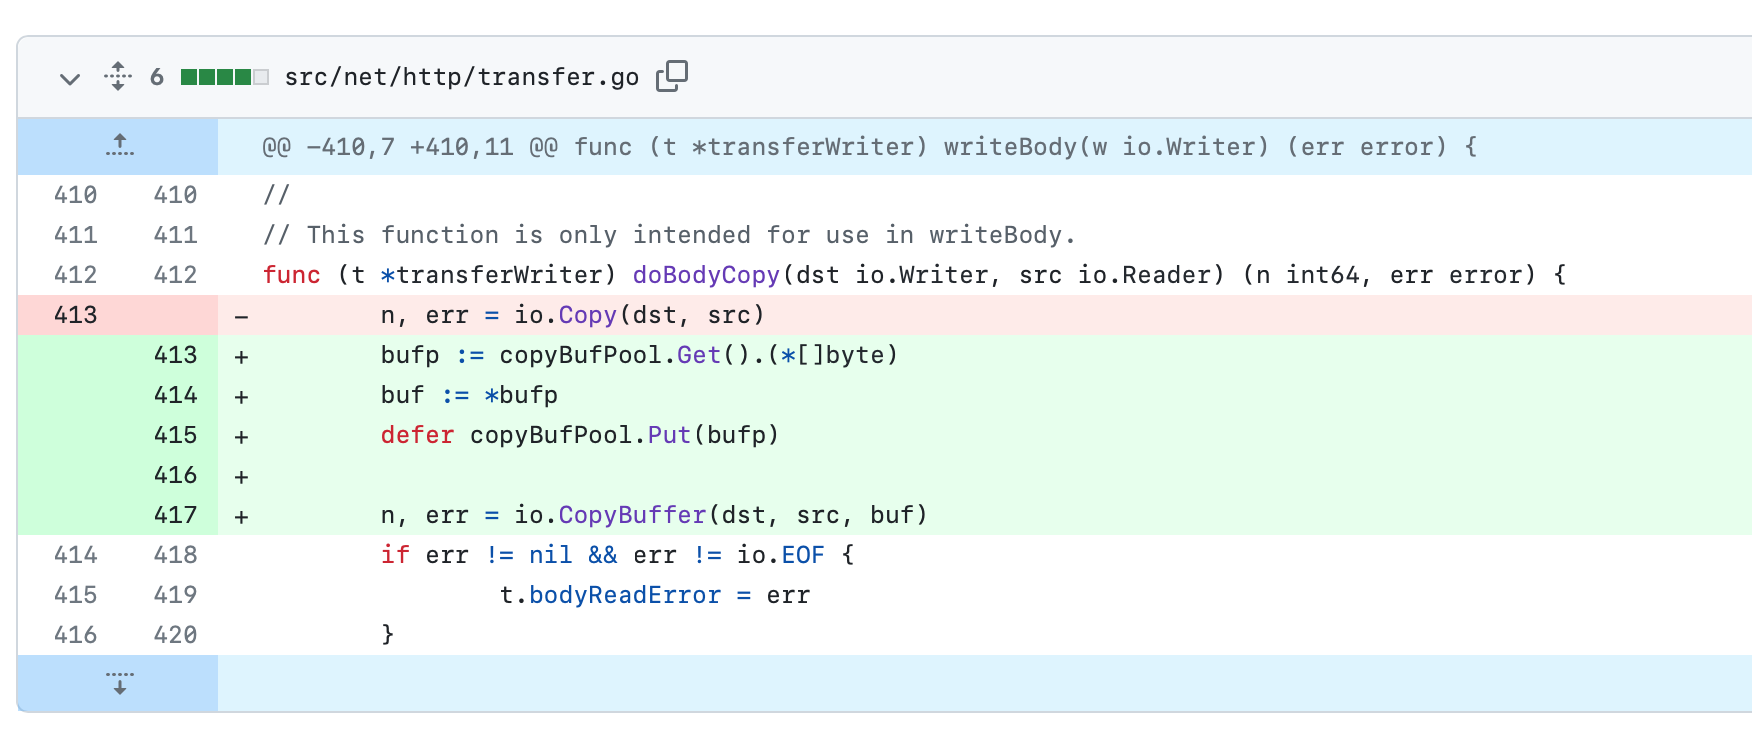 6 src/net/http/transfer.go
@@ -410,7 +410,11 @@ func (t *transferWriter) writeBody(w io.Writer) (err error) {
410 410 //
411 411 // This function is only intended for use in writeBody.
412 412 func (t *transferWriter) doBodyCopy(dst io.Writer, src io.Reader) (n int64, err error) {
413 - n, err = io.Copy(dst, src)
413 + bufp := copyBufPool.Get().(*[]byte)
414 + buf := *bufp
415 + defer copyBufPool.Put(bufp)
416 +
417 + n, err = io.CopyBuffer(dst, src, buf)
414 418 if err != nil && err != io.EOF {
415 419 t.bodyReadError = err
416 420 }